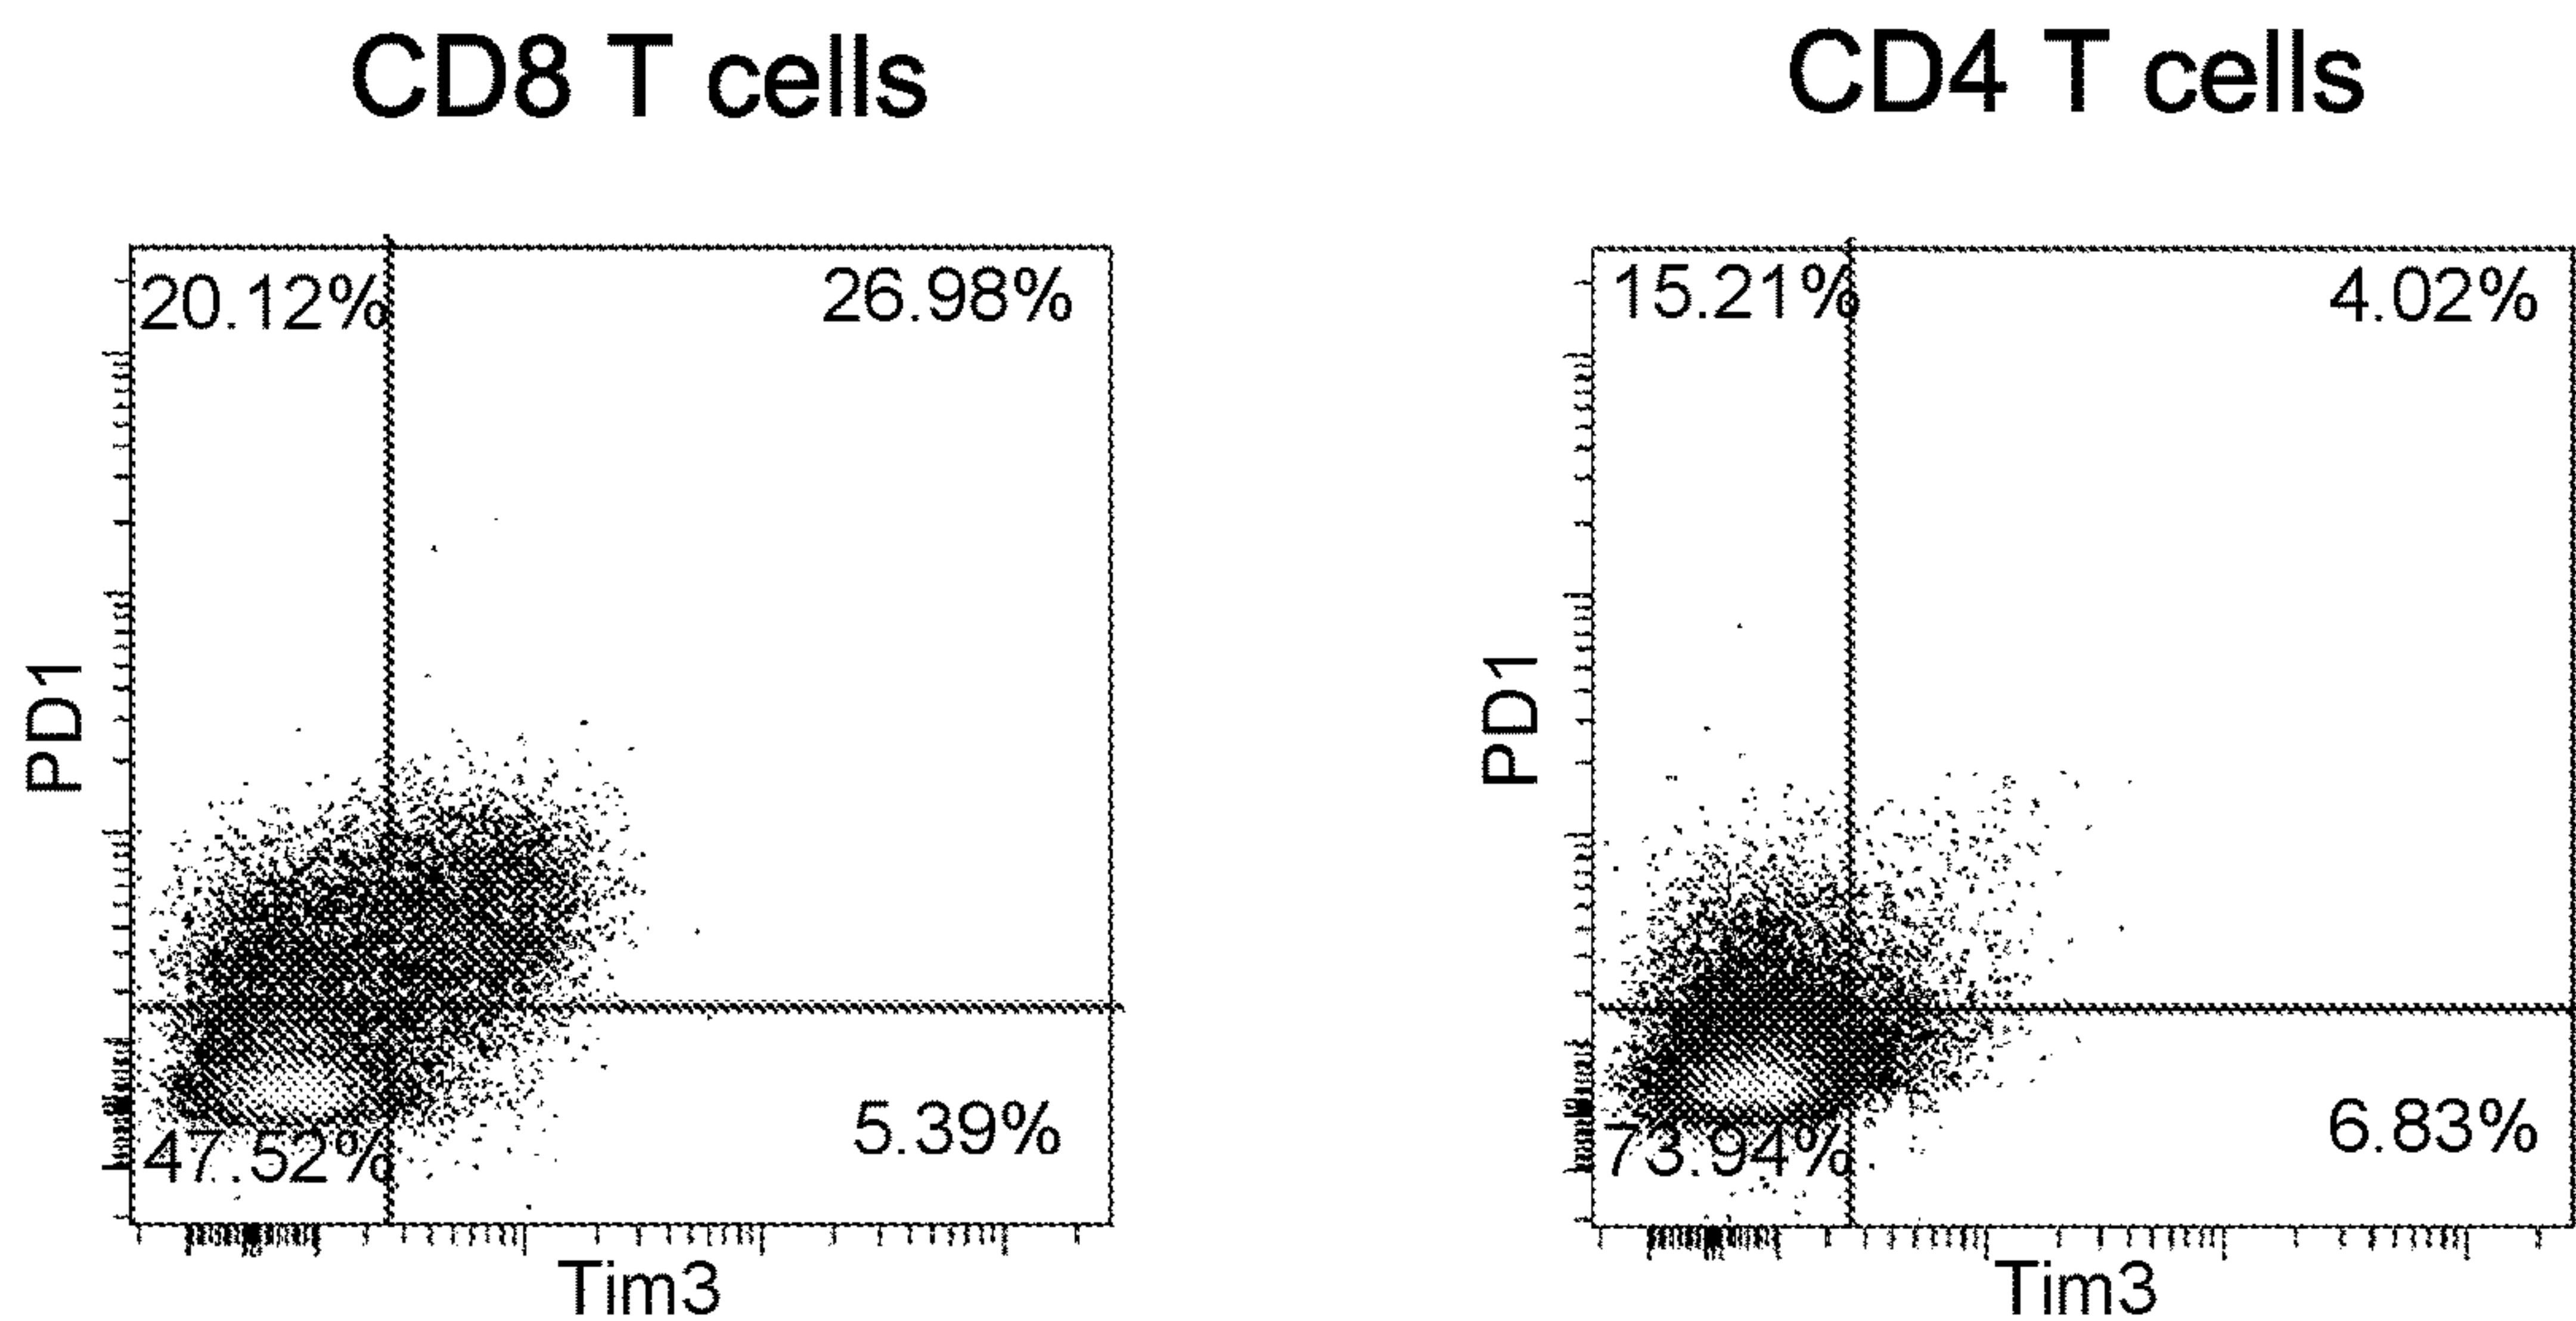 CD8 T cells
20.12%
26.98%
PD1
47.52%
5.39%
Tim3
CD4 T cells
15.21%
4.02%
PD1
73.94%
6.83%
Tim3